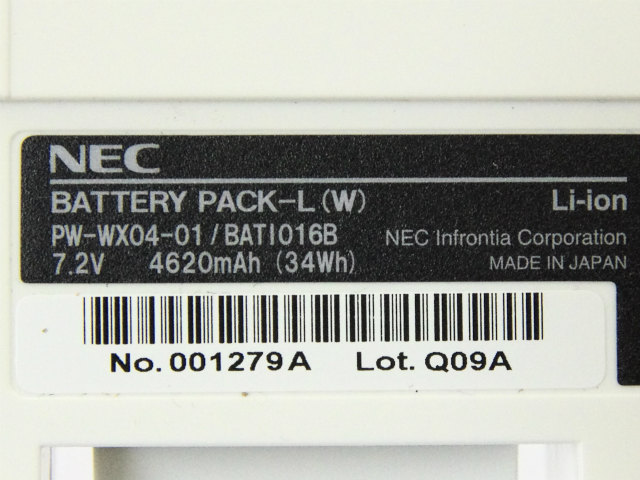 NEC
BATTERY PACK-L (W) Li-ion
PW-WX04-01/BATI016B NEC Infrontia Corporation
7.2V 4620mAh (34Wh) MADE IN JAPAN
No. 001279A Lot. Q09A